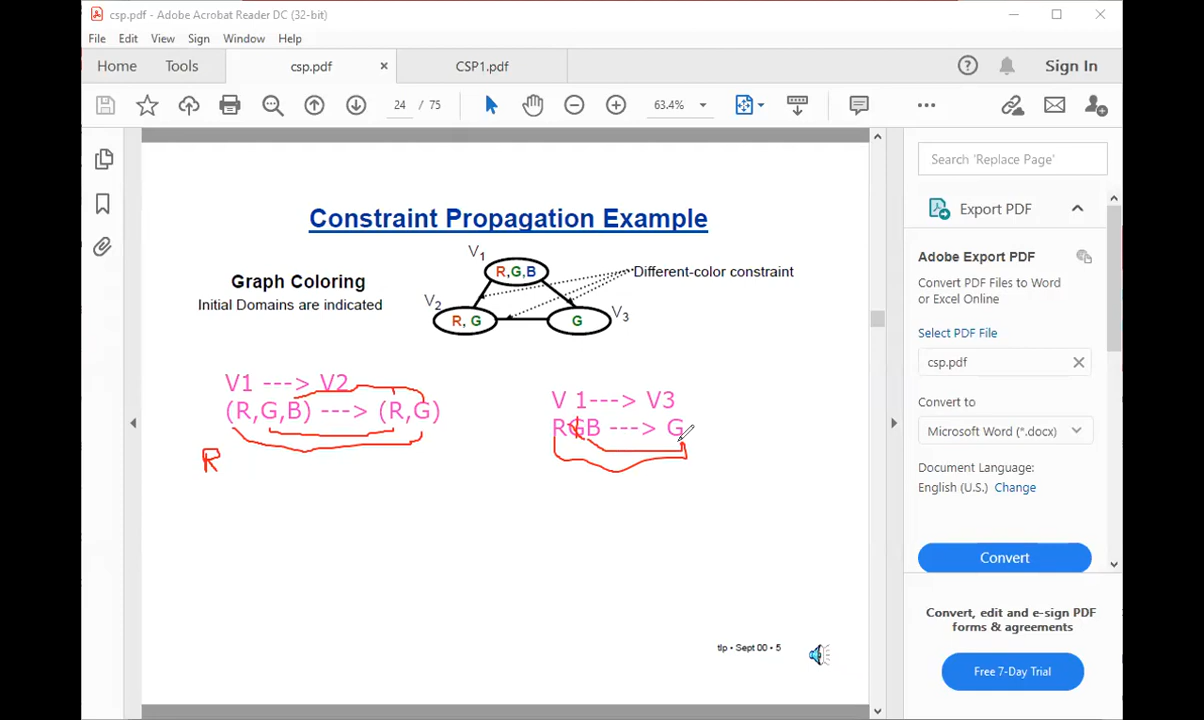 csp.pdf - Adobe Acrobat Reader DC (32-bit)
File Edit View Sign Window Help
Home Tools csp.pdf CSP1.pdf Sign In
24 / 75 63.4%
Search 'Replace Page'
Export PDF
Adobe Export PDF
Convert PDF Files to Word
or Excel Online
Select PDF File
csp.pdf
Convert to
Microsoft Word (*.docx)
Document Language:
English (U.S.) Change
Convert
Convert, edit and e-sign PDF
forms & agreements
Free 7-Day Trial
Constraint Propagation Example
Graph Coloring
Initial Domains are indicated
V1
R,G,B
Different-color constraint
V2
R, G
G
V3
V1 ---> V2
(R,G,B) ---> (R,G)
R
V 1---> V3
RGB ---> G
tlp • Sept 00 • 5